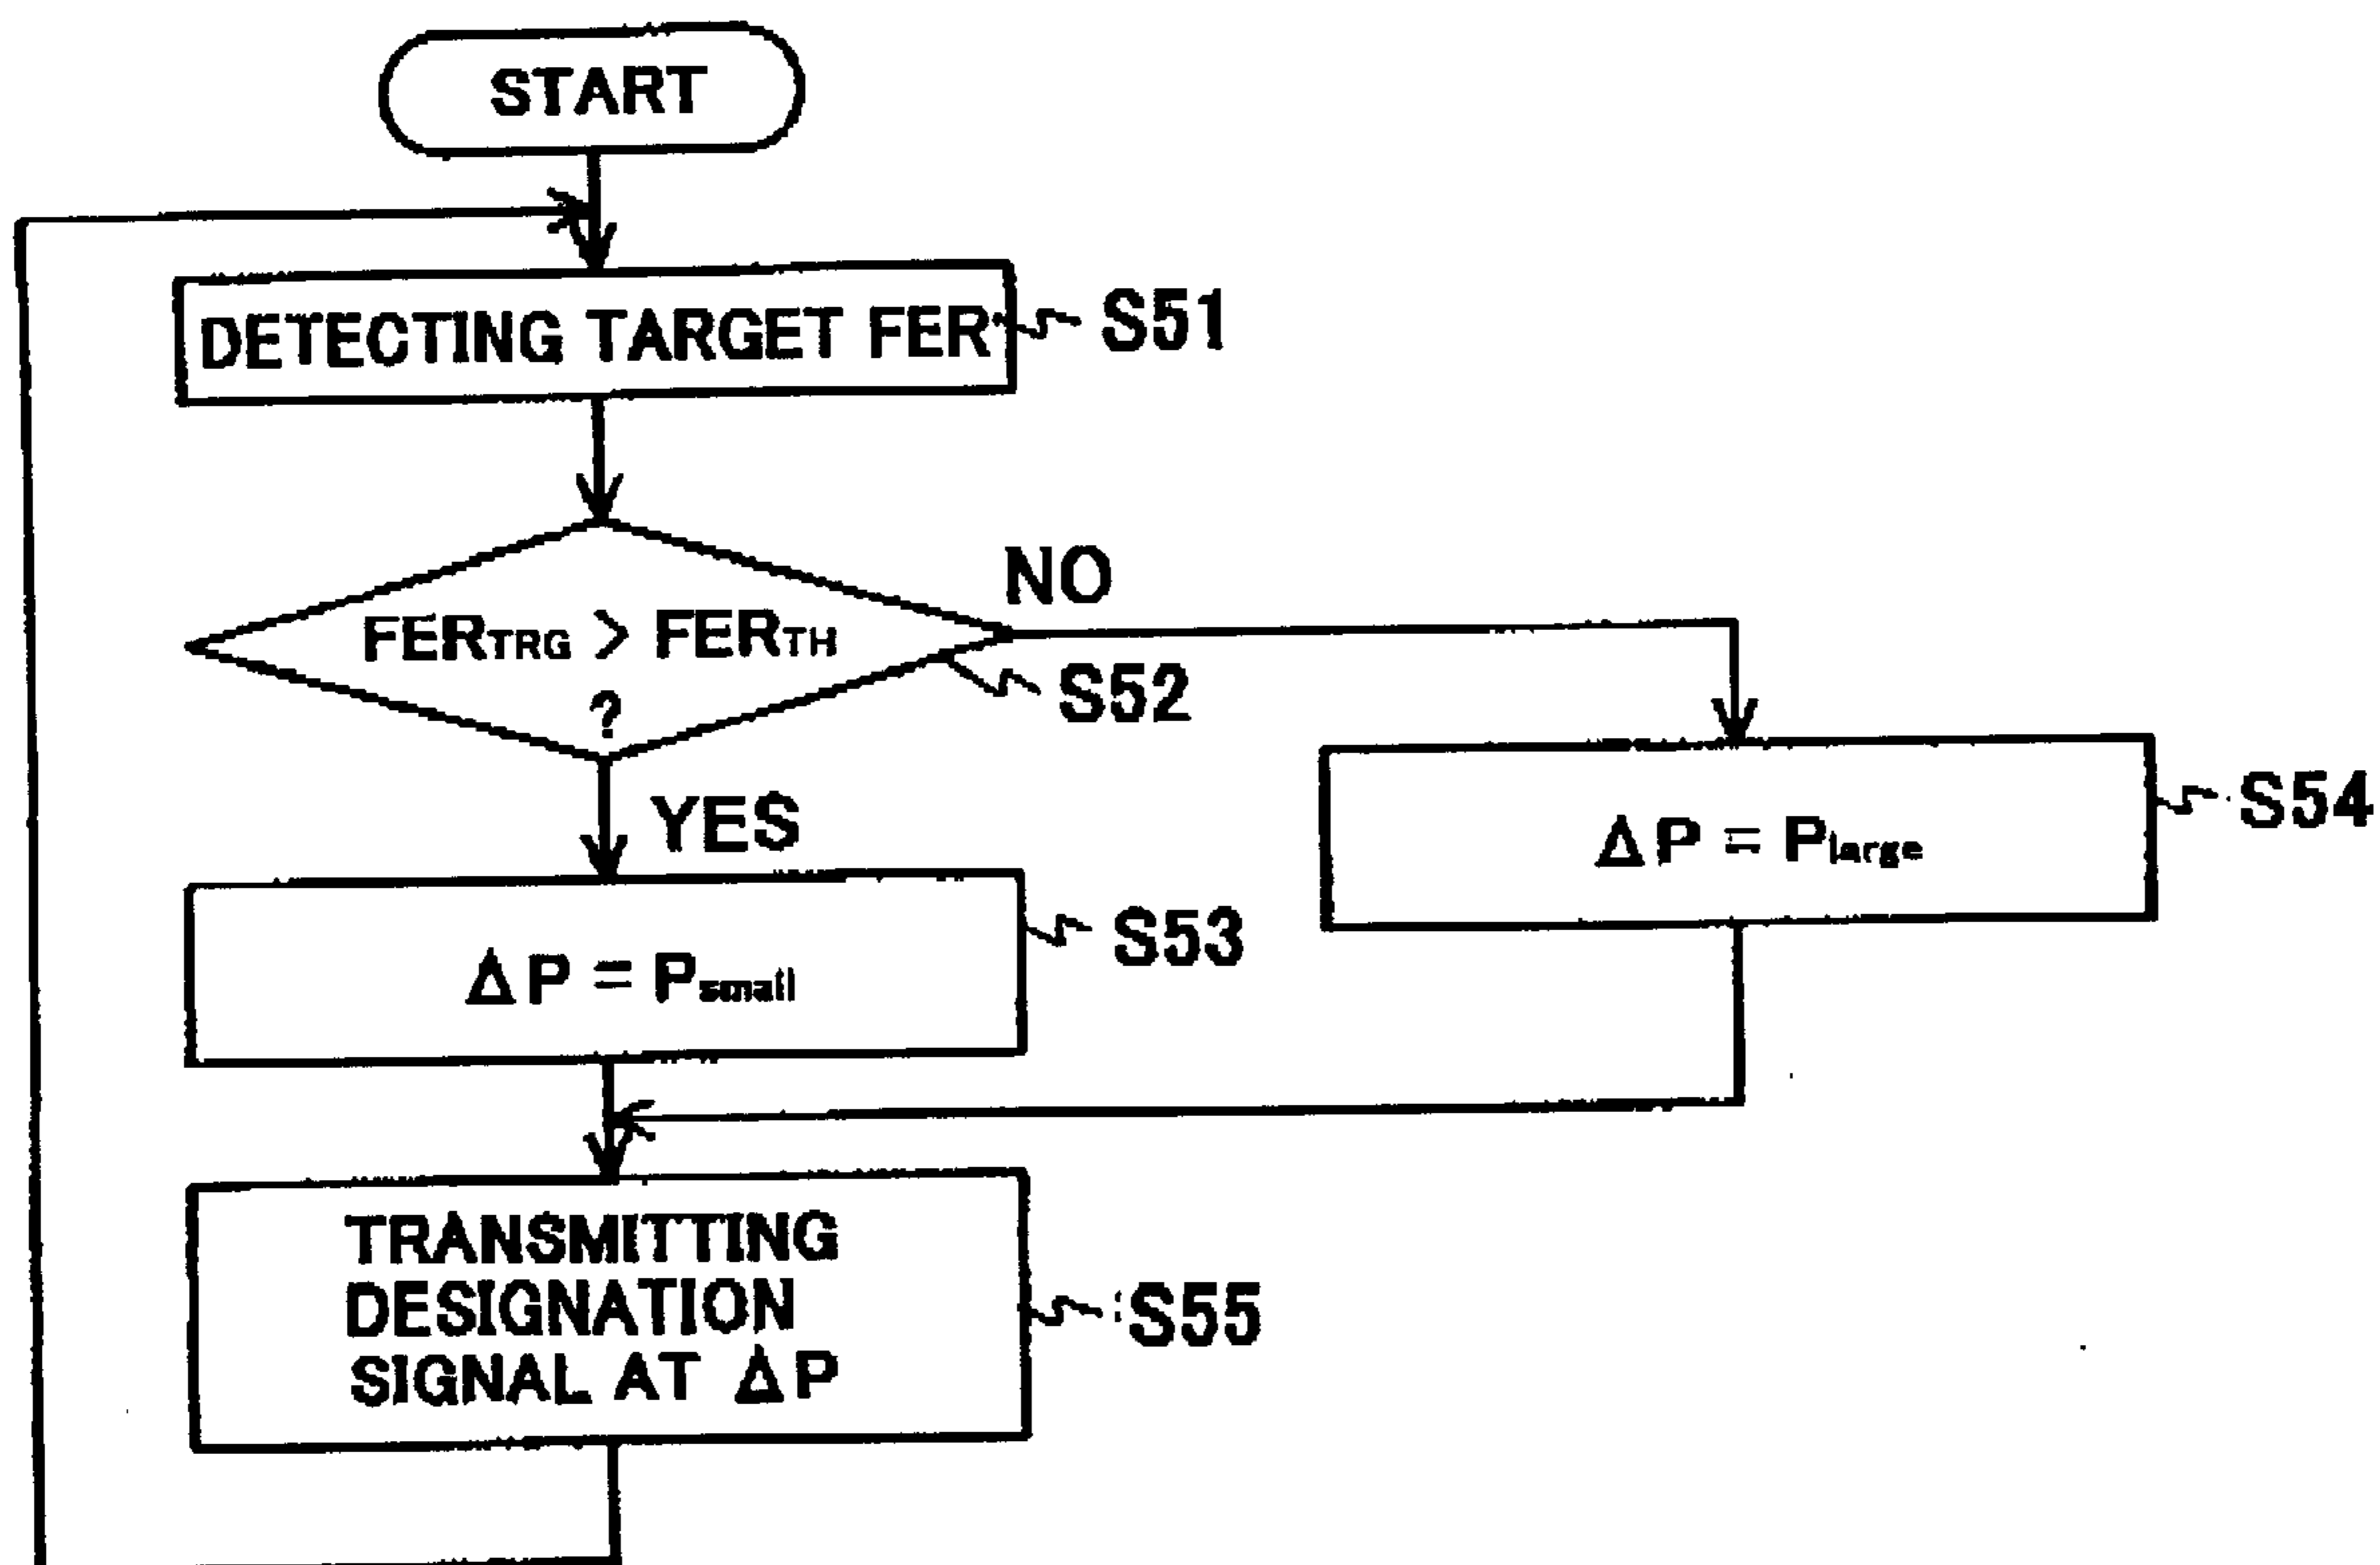 START
DETECTING TARGET FER
S51
NO
FERTRG > FERTH
?
S52
YES
S54
ΔP = Plarge
S53
ΔP = Psmall
TRANSMITTING
DESIGNATION
SIGNAL AT ΔP
S55